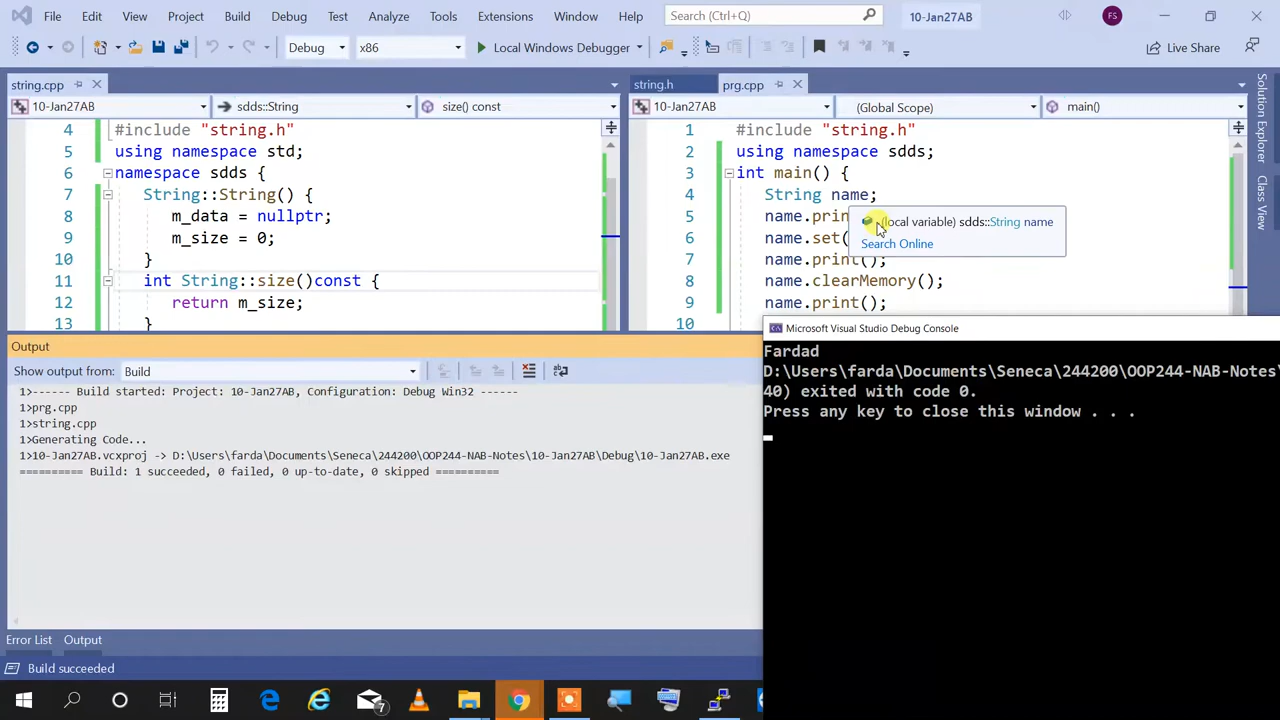 File Edit View Project Build Debug Test Analyze Tools Extensions Window Help Search (Ctrl+Q) 10-Jan27AB FS
Debug x86 Local Windows Debugger Live Share
string.cpp string.h prg.cpp
10-Jan27AB sdds::String size() const 10-Jan27AB (Global Scope) main()
4 #include "string.h"
5 using namespace std;
6 namespace sdds {
7 String::String() {
8 m_data = nullptr;
9 m_size = 0;
10 }
11 int String::size()const {
12 return m_size;
13 }
1 #include "string.h"
2 using namespace sdds;
3 int main() {
4 String name;
5 name.prin
6 name.set(
7 name.print();
8 name.clearMemory();
9 name.print();
10
(local variable) sdds::String name
Search Online
Solution Explorer
Class View
Output
Show output from: Build
1>------ Build started: Project: 10-Jan27AB, Configuration: Debug Win32 ------
1>prg.cpp
1>string.cpp
1>Generating Code...
1>10-Jan27AB.vcxproj -> D:\Users\farda\Documents\Seneca\244200\OOP244-NAB-Notes\10-Jan27AB\Debug\10-Jan27AB.exe
========== Build: 1 succeeded, 0 failed, 0 up-to-date, 0 skipped ==========
Microsoft Visual Studio Debug Console
Fardad
D:\Users\farda\Documents\Seneca\244200\OOP244-NAB-Notes\
40) exited with code 0.
Press any key to close this window . . .
Error List Output
Build succeeded
7